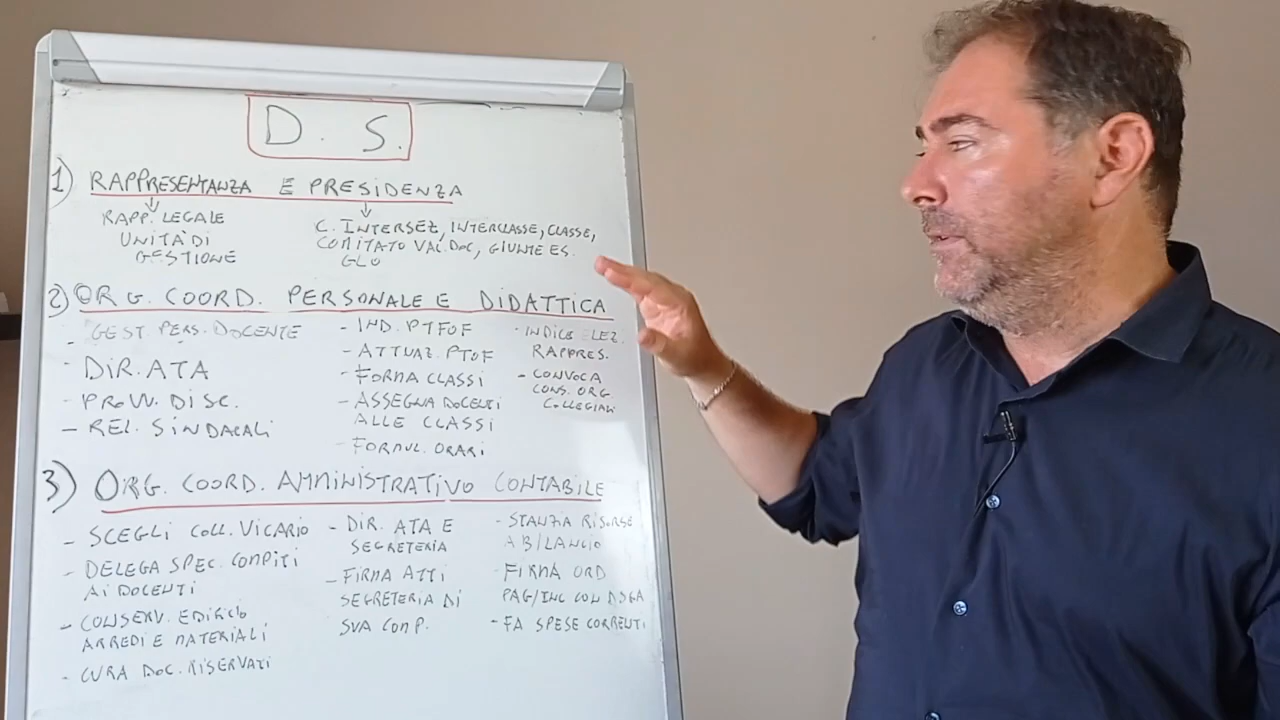 D. S.
1) RAPPRESENTANZA E PRESIDENZA
RAPP. LEGALE
UNITÀ DI
GESTIONE
C. INTERSEZ, INTERCLASSE, CLASSE,
COMITATO VAL. DOC, GIUNTE ES.
GLO
2) ORG. COORD. PERSONALE E DIDATTICA
- GEST. PERS. DOCENTE
- DIR. ATA
- PROVV. DISC.
- REL. SINDACALI
- IND. PTFOF
- ATTUAZ. PTOF
- FORMA CLASSI
- ASSEGNA DOCENTI
ALLE CLASSI
- FORMUL. ORARI
- INDICE ELEZ.
RAPPRES.
- CONVOCA
CONS. ORG
COLLEGIALI
3) ORG. COORD. AMMINISTRATIVO CONTABILE
- SCEGLI COLL. VICARIO
- DELEGA SPEC. COMPITI
AI DOCENTI
- CONSERV. EDIFICIO
ARREDI E MATERIALI
- CURA DOC. RISERVATI
- DIR. ATA E
SEGRETERIA
- FIRMA ATTI
SEGRETERIA DI
SUA COMP.
- STANZIA RISORSE
A BILANCIO
- FIRMA ORD
PAG/INC CON DSGA
- FA SPESE CORRENTI